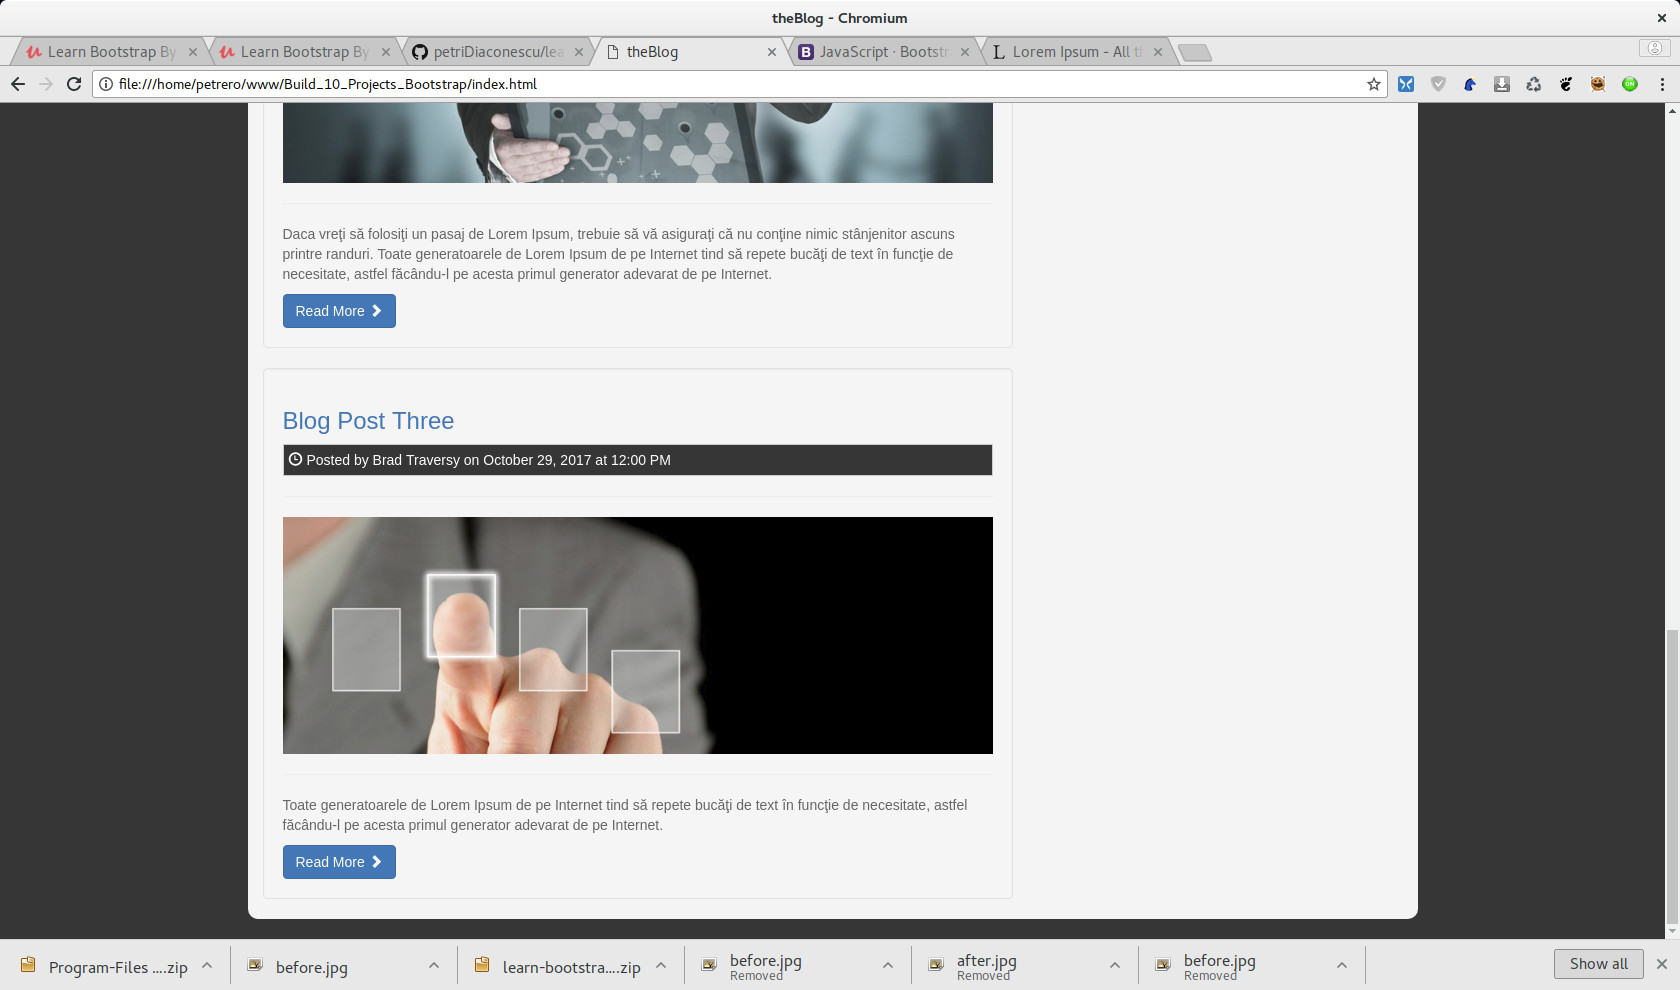 theBlog - Chromium
Learn Bootstrap By
Learn Bootstrap By
petriDiaconescu/lea
theBlog
JavaScript · Bootstr
Lorem Ipsum - All th
file:///home/petrero/www/Build_10_Projects_Bootstrap/index.html
Daca vreţi să folosiţi un pasaj de Lorem Ipsum, trebuie să vă asiguraţi că nu conţine nimic stânjenitor ascuns
printre randuri. Toate generatoarele de Lorem Ipsum de pe Internet tind să repete bucăţi de text în funcţie de
necesitate, astfel făcându-l pe acesta primul generator adevarat de pe Internet.
Read More
Blog Post Three
Posted by Brad Traversy on October 29, 2017 at 12:00 PM
Toate generatoarele de Lorem Ipsum de pe Internet tind să repete bucăţi de text în funcţie de necesitate, astfel
făcându-l pe acesta primul generator adevarat de pe Internet.
Read More
Program-Files ....zip
before.jpg
learn-bootstra....zip
before.jpg
Removed
after.jpg
Removed
before.jpg
Removed
Show all